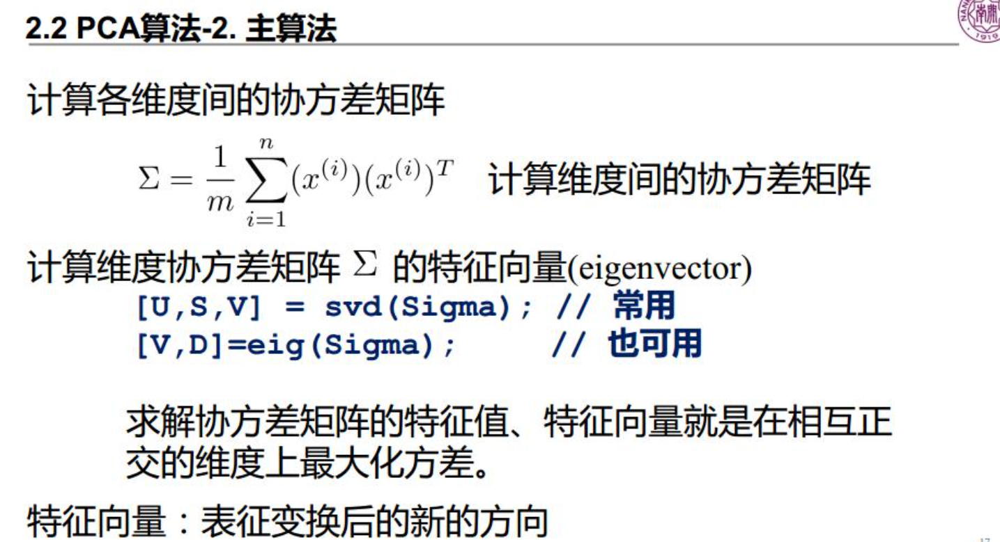 2.2 PCA算法-2. 主算法
NANK
南開
1919
计算各维度间的协方差矩阵
Σ = 1/m ∑_{i=1}^{n} (x^{(i)})(x^{(i)})^T 计算维度间的协方差矩阵
计算维度协方差矩阵 Σ 的特征向量(eigenvector)
[U,S,V] = svd(Sigma); // 常用
[V,D]=eig(Sigma); // 也可用
求解协方差矩阵的特征值、特征向量就是在相互正
交的维度上最大化方差。
特征向量：表征变换后的新的方向
17